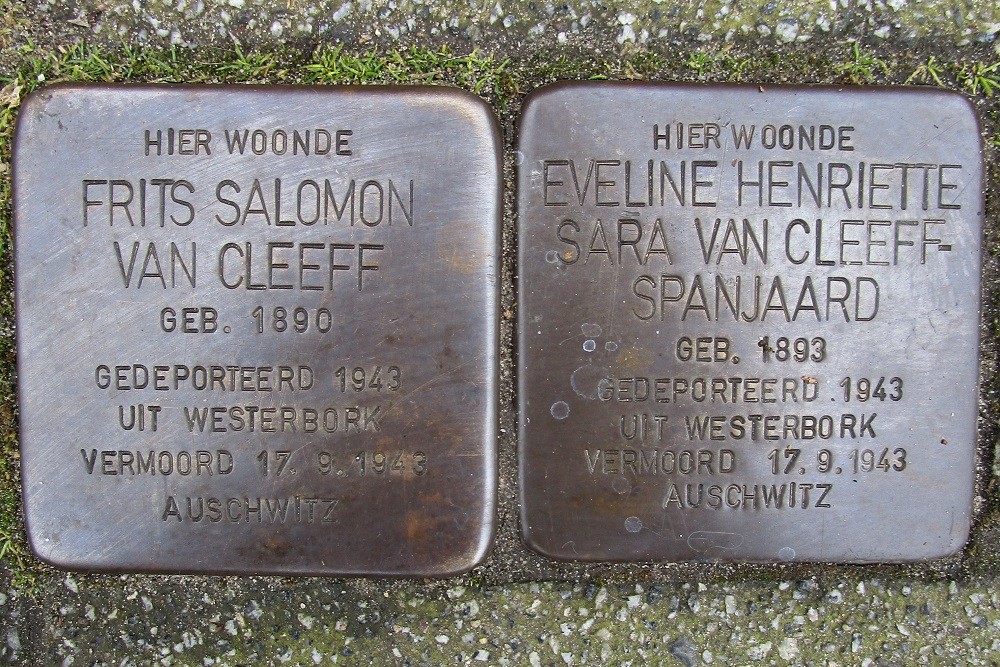 HIER WOONDE
FRITS SALOMON
VAN CLEEFF
GEB. 1890
GEDEPORTEERD 1943
UIT WESTERBORK
VERMOORD 17. 9. 1943
AUSCHWITZ
HIER WOONDE
EVELINE HENRIETTE
SARA VAN CLEEFF-
SPANJAARD
GEB. 1893
GEDEPORTEERD 1943
UIT WESTERBORK
VERMOORD 17. 9. 1943
AUSCHWITZ